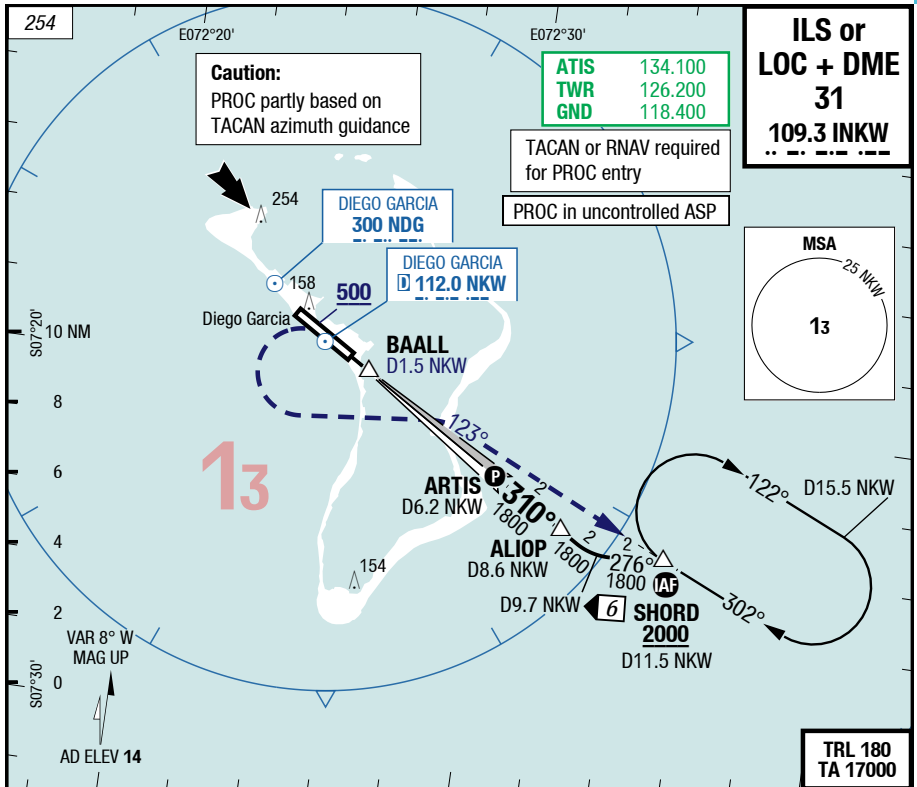 254
E072°20'
E072°30'
ILS or
LOC + DME
31
109.3 INKW
Caution:
PROC partly based on
TACAN azimuth guidance
ATIS 134.100
TWR 126.200
GND 118.400
TACAN or RNAV required
for PROC entry
PROC in uncontrolled ASP
254
DIEGO GARCIA
300 NDG
DIEGO GARCIA
D 112.0 NKW
158
500
Diego Garcia
MSA
25 NKW
13
S07°20'
10 NM
8
6
4
2
0
S07°30'
BAALL
D1.5 NKW
123°
13
ARTIS
D6.2 NKW
P
2
310°
1800
ALIOP
D8.6 NKW
2
1800
2
276°
1800
IAF
D9.7 NKW
6
SHORD
2000
D11.5 NKW
122°
D15.5 NKW
302°
154
VAR 8° W
MAG UP
AD ELEV 14
TRL 180
TA 17000